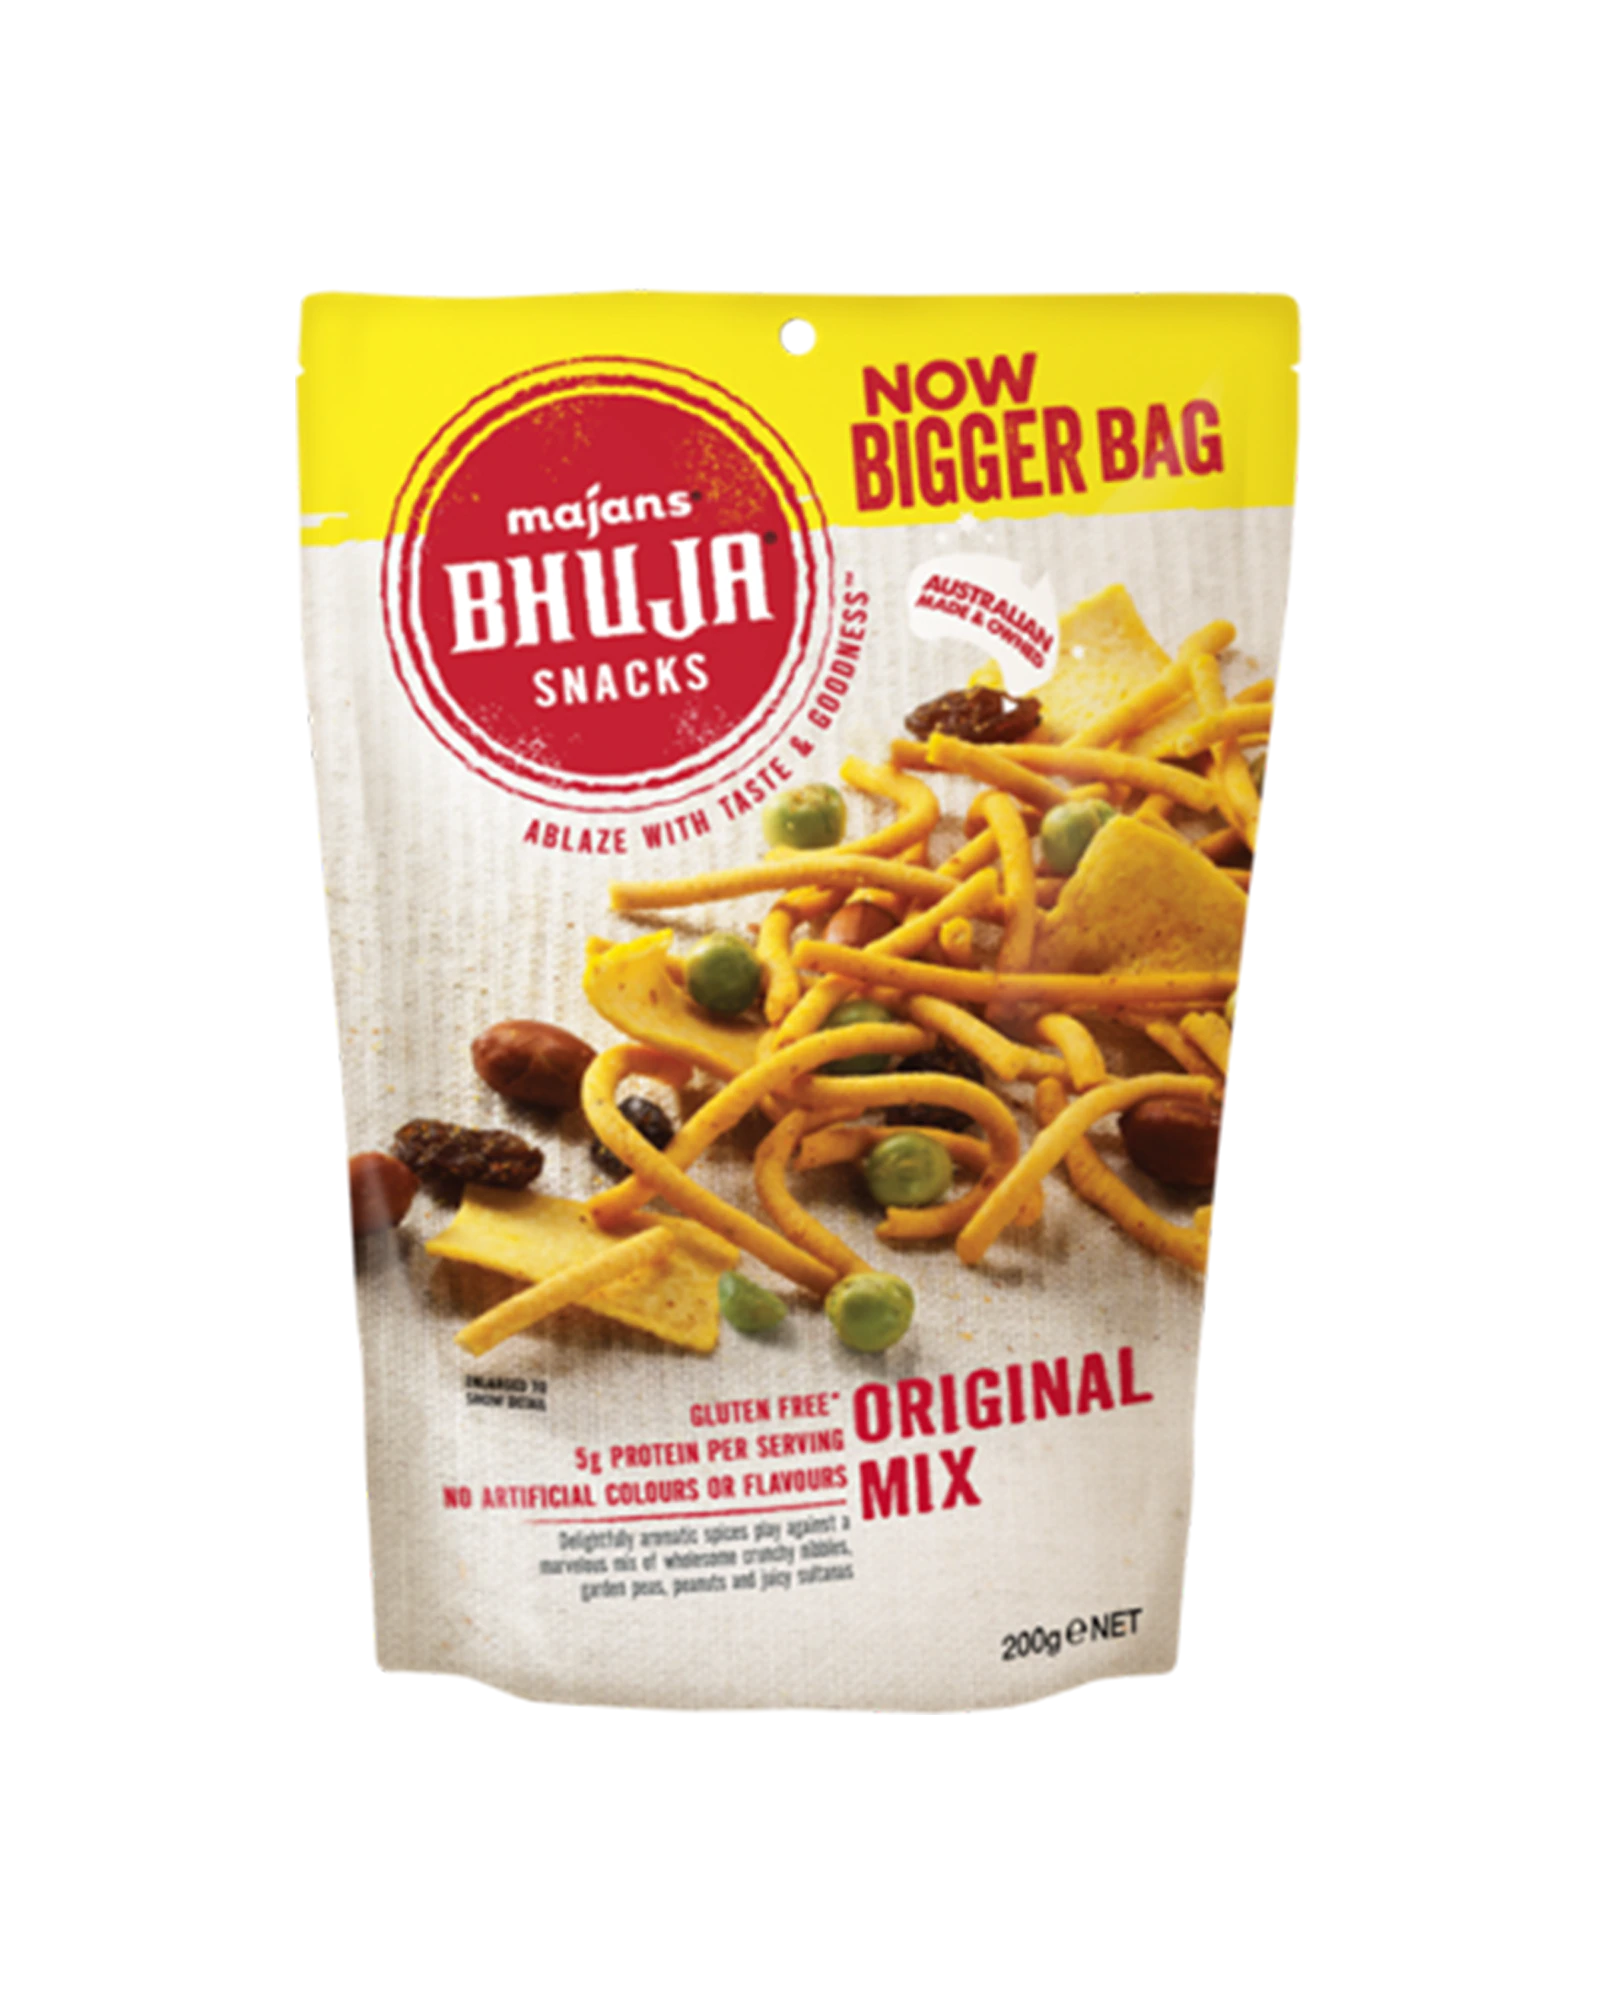 NOW
BIGGER BAG
majans®
BHUJA®
SNACKS
ABLAZE WITH TASTE & GOODNESS™
AUSTRALIAN
MADE & OWNED
ENLARGED TO
SHOW DETAIL
GLUTEN FREE*
5g PROTEIN PER SERVING
NO ARTIFICIAL COLOURS OR FLAVOURS
ORIGINAL
MIX
Delightfully aromatic spices play against a
marvelous mix of wholesome crunchy nibbles,
garden peas, peanuts and juicy sultanas
200g e NET